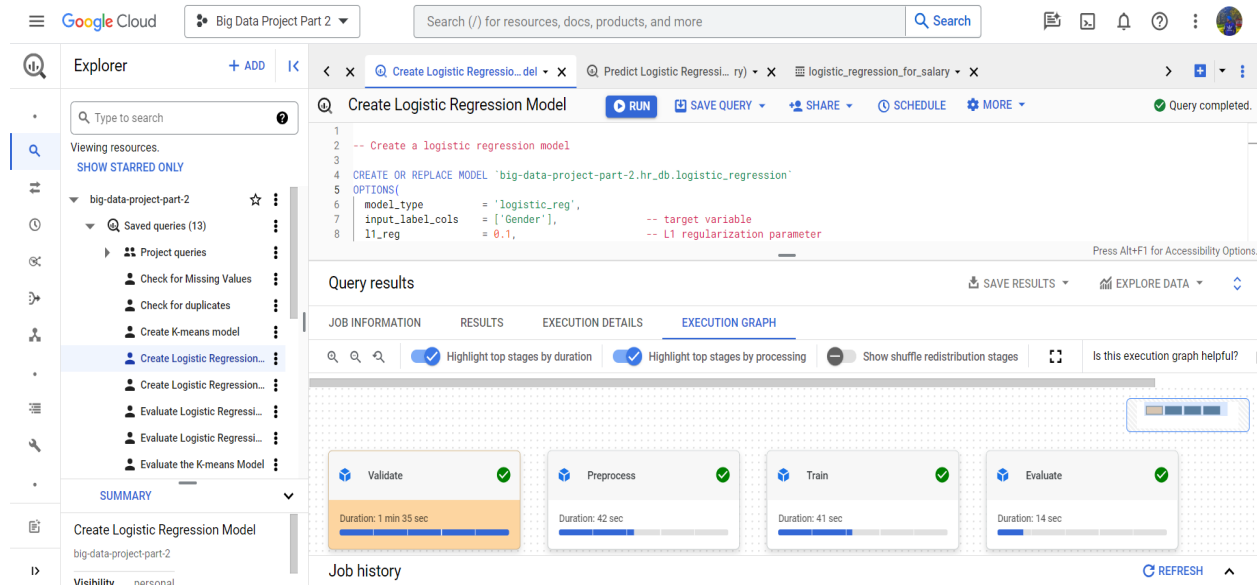 Google Cloud
Big Data Project Part 2
Search (/) for resources, docs, products, and more
Search
Explorer
+ ADD
Type to search
Viewing resources.
SHOW STARRED ONLY
big-data-project-part-2
Saved queries (13)
Project queries
Check for Missing Values
Check for duplicates
Create K-means model
Create Logistic Regression...
Create Logistic Regression...
Evaluate Logistic Regressi...
Evaluate Logistic Regressi...
Evaluate the K-means Model
SUMMARY
Create Logistic Regression Model
big-data-project-part-2
Visibility personal
Create Logistic Regressio... del
Predict Logistic Regressi... ry)
logistic_regression_for_salary
Create Logistic Regression Model
RUN
SAVE QUERY
SHARE
SCHEDULE
MORE
Query completed.
1
2 -- Create a logistic regression model
3
4 CREATE OR REPLACE MODEL `big-data-project-part-2.hr_db.logistic_regression`
5 OPTIONS(
6 model_type = 'logistic_reg',
7 input_label_cols = ['Gender'], -- target variable
8 l1_reg = 0.1, -- L1 regularization parameter
Press Alt+F1 for Accessibility Options.
Query results
SAVE RESULTS
EXPLORE DATA
JOB INFORMATION
RESULTS
EXECUTION DETAILS
EXECUTION GRAPH
Highlight top stages by duration
Highlight top stages by processing
Show shuffle redistribution stages
Is this execution graph helpful?
Validate
Duration: 1 min 35 sec
Preprocess
Duration: 42 sec
Train
Duration: 41 sec
Evaluate
Duration: 14 sec
Job history
REFRESH